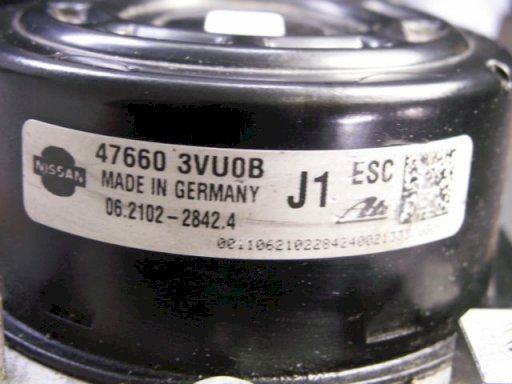 NISSAN
47660 3VU0B
MADE IN GERMANY
06.2102-2842.4
J1
ESC
Ate